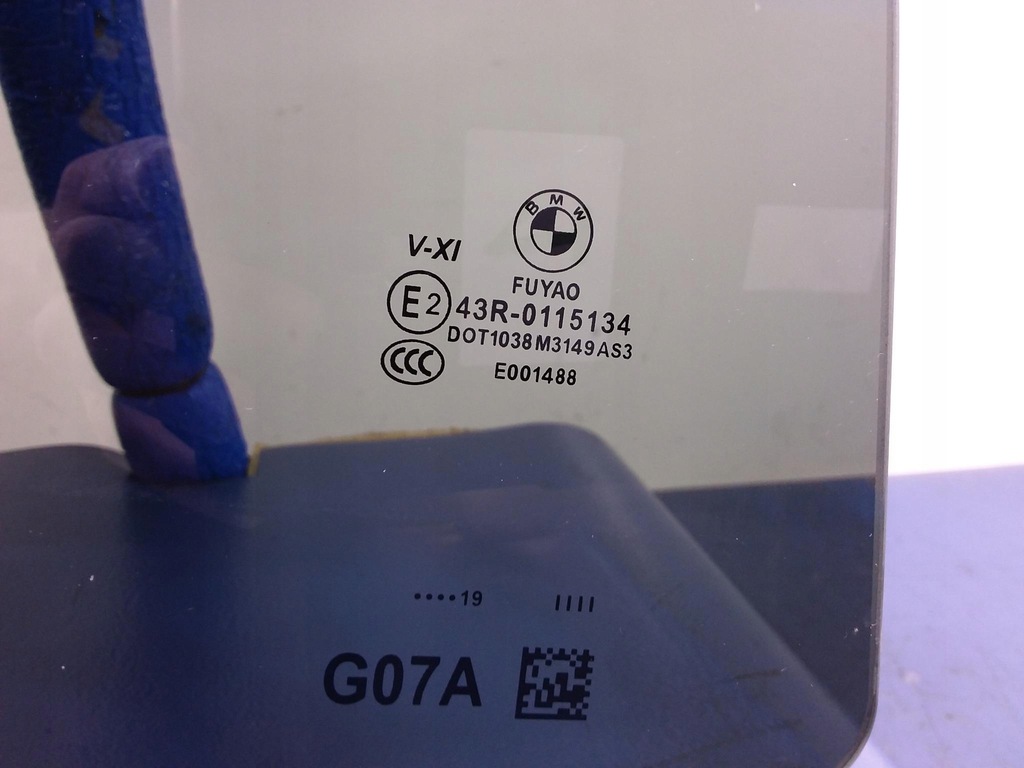 BMW
V-XI
FUYAO
E2 43R-0115134
DOT1038 M3149 AS3
CCC E001488
....19 IIII
G07A